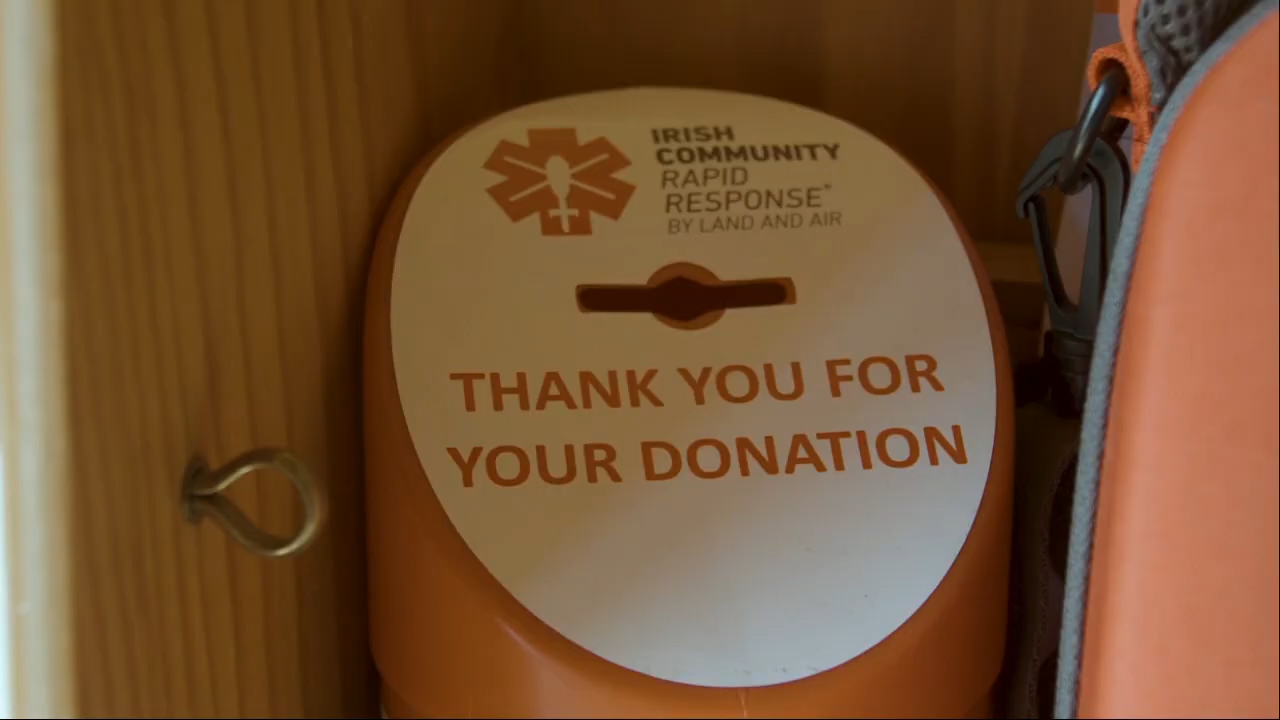 IRISH
COMMUNITY
RAPID
RESPONSE
BY LAND AND AIR
THANK YOU FOR
YOUR DONATION